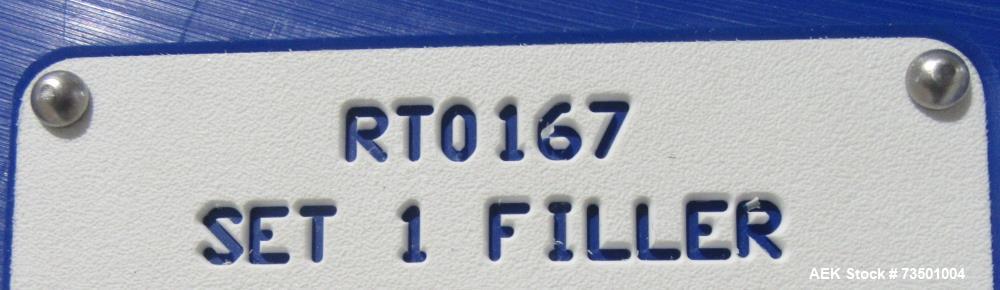 RT0167
SET 1 FILLER
AEK Stock # 73501004